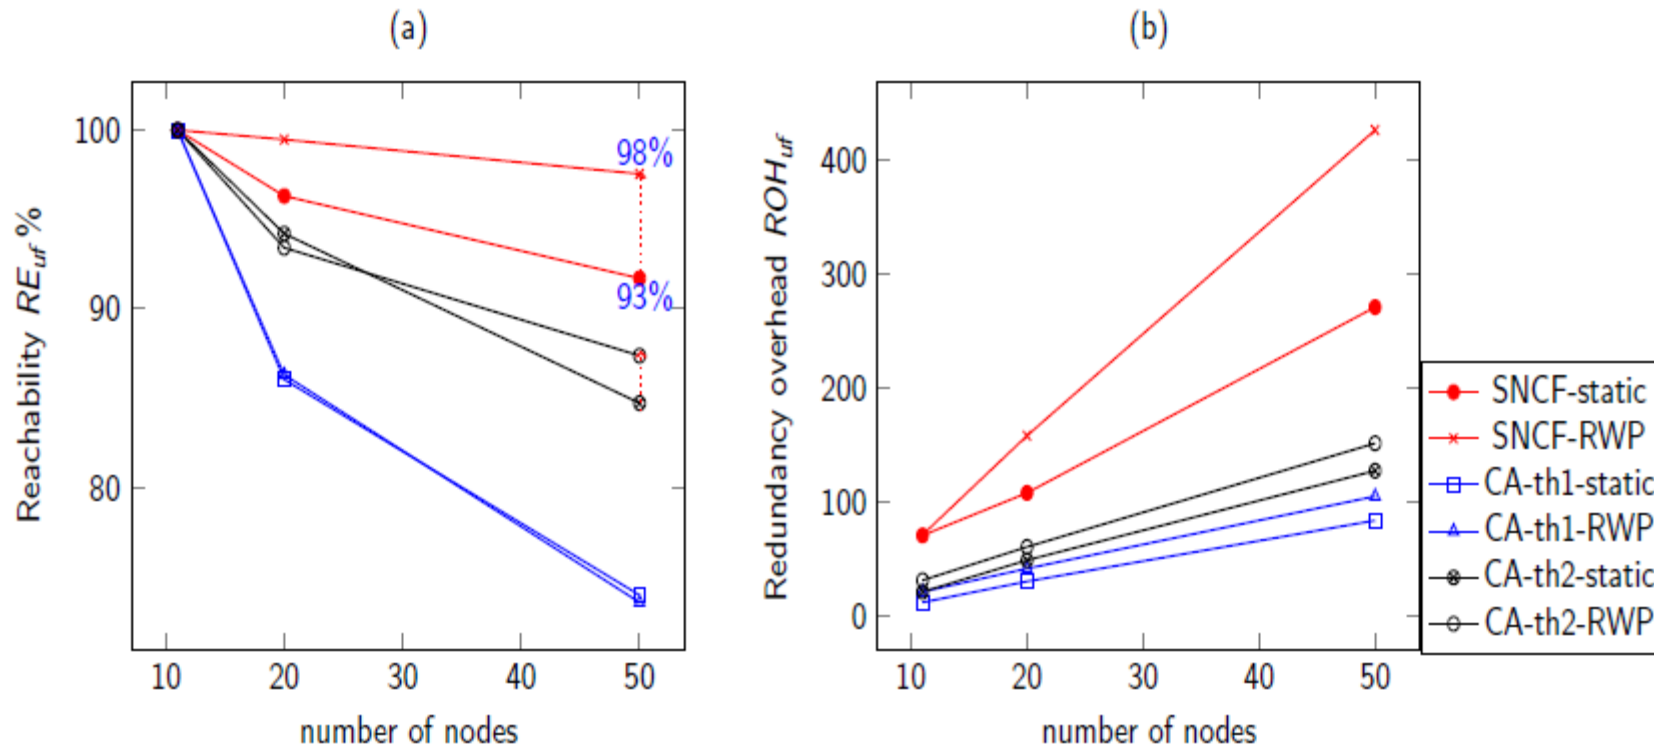 (a)
Reachability RE_uf%
100
90
80
98%
93%
10 20 30 40 50
number of nodes
(b)
Redundancy overhead ROH_uf
400
300
200
100
0
10 20 30 40 50
number of nodes
SNCF-static
SNCF-RWP
CA-th1-static
CA-th1-RWP
CA-th2-static
CA-th2-RWP